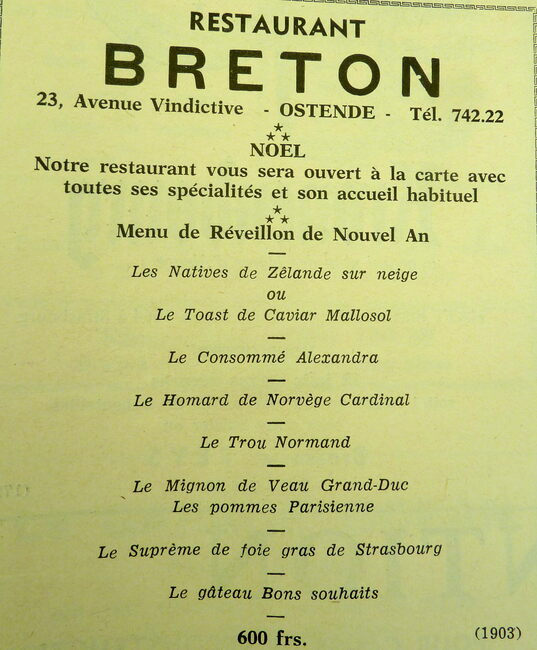 RESTAURANT
BRETON
23, Avenue Vindictive - OSTENDE - Tél. 742.22
NOEL
Notre restaurant vous sera ouvert à la carte avec
toutes ses spécialités et son accueil habituel
Menu de Réveillon de Nouvel An
Les Natives de Zêlande sur neige
ou
Le Toast de Caviar Mallosol
Le Consommé Alexandra
Le Homard de Norvège Cardinal
Le Trou Normand
Le Mignon de Veau Grand-Duc
Les pommes Parisienne
Le Suprème de foie gras de Strasbourg
Le gâteau Bons souhaits
600 frs.
(1903)